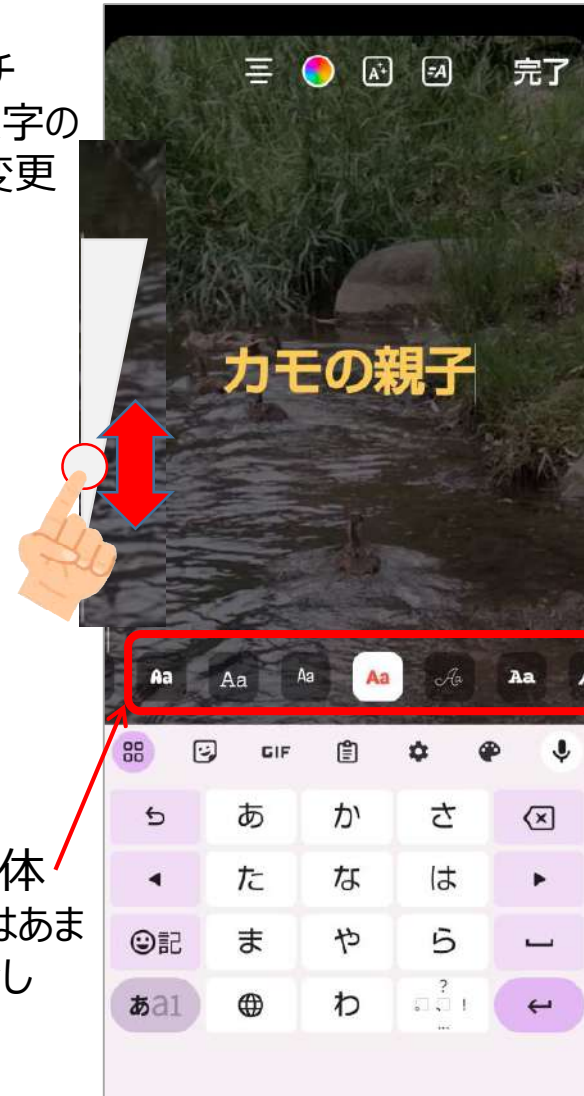 チ
字の
変更
完了
カモの親子
Aa Aa Aa Aa Aa Aa
GIF
あ か さ
た な は
記 ま や ら
あa1 わ 、。?!…
体
はあま
し